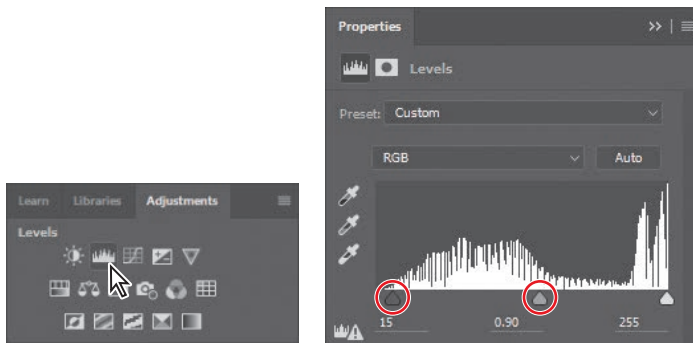 Learn Libraries Adjustments
Levels
Properties
Levels
Preset: Custom
RGB Auto
15 0.90 255